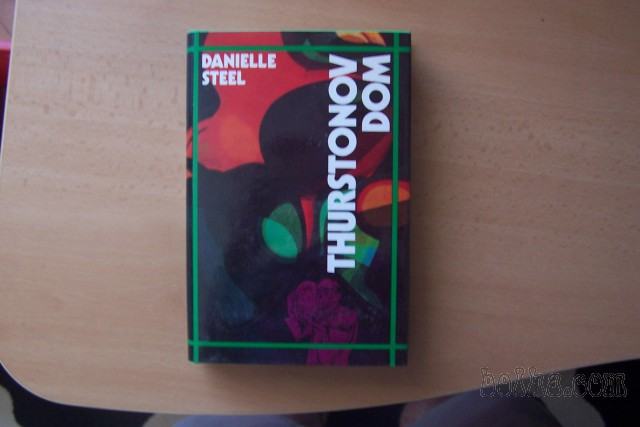 DANIELLE
STEEL
THURSTONOV
DOM
bolha.com